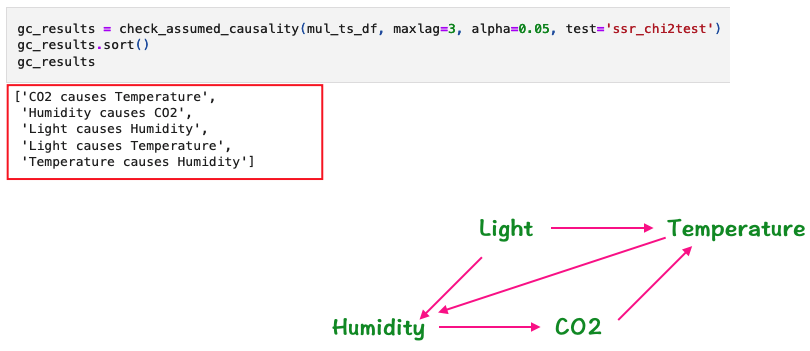 gc_results = check_assumed_causality(mul_ts_df, maxlag=3, alpha=0.05, test='ssr_chi2test')
gc_results.sort()
gc_results
['CO2 causes Temperature',
'Humidity causes CO2',
'Light causes Humidity',
'Light causes Temperature',
'Temperature causes Humidity']
Light
Temperature
Humidity
CO2